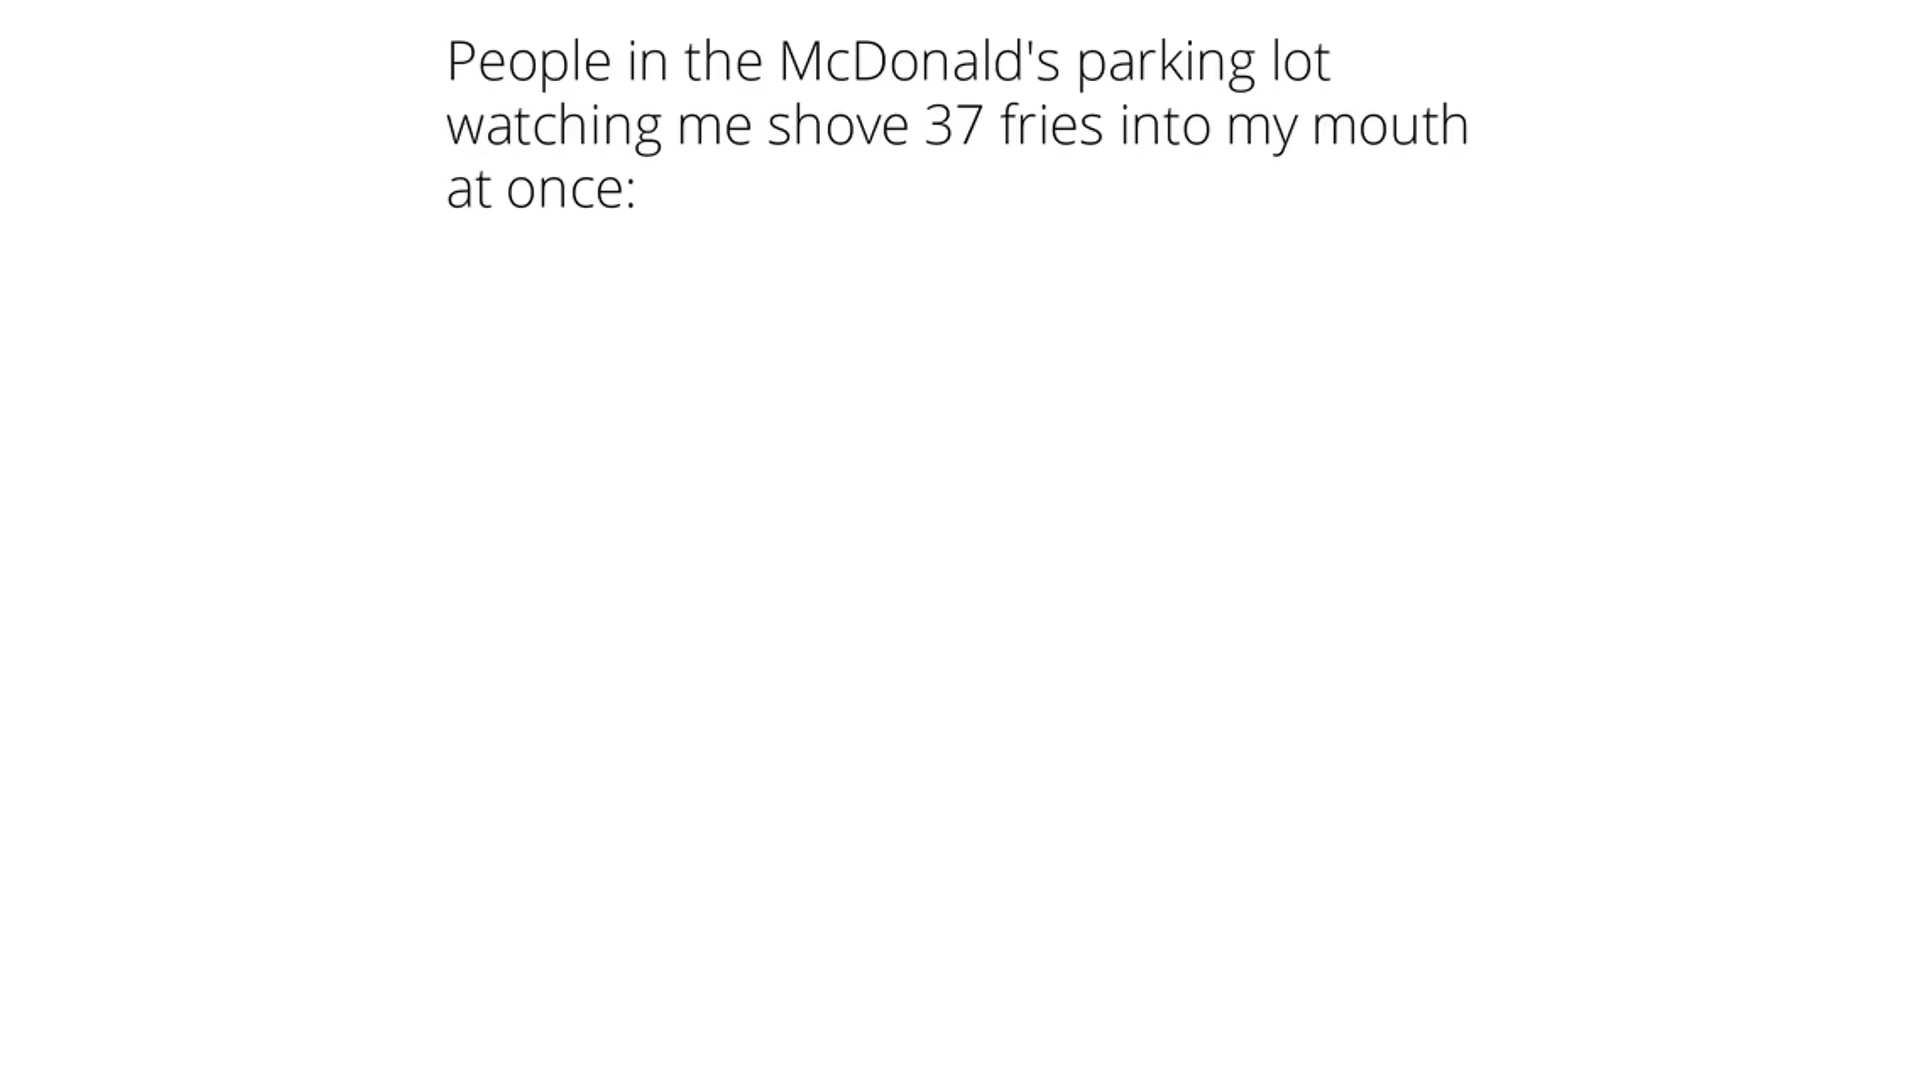 People in the McDonald's parking lot
watching me shove 37 fries into my mouth
at once: